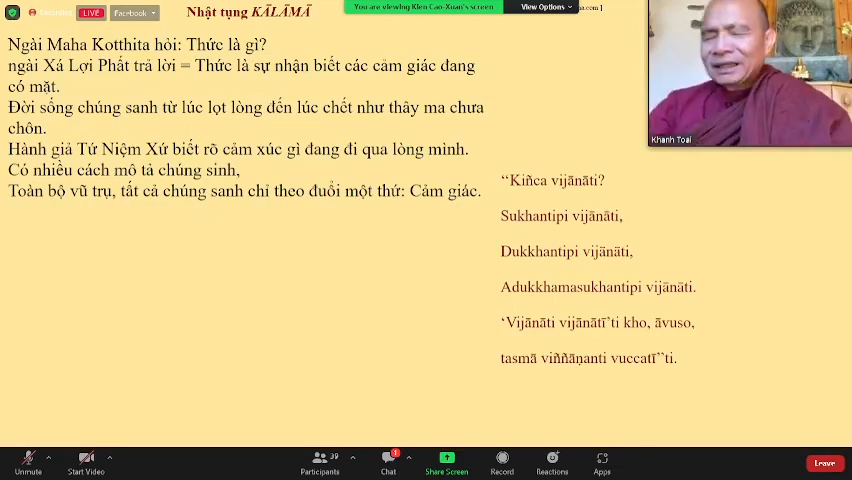 Recording
LIVE
Facebook
Nhật tụng KĀLĀMĀ
You are viewing Kien Cao-Xuan's screen
View Options
.com ]
Ngài Maha Kotthita hỏi: Thức là gì?
ngài Xá Lợi Phất trả lời = Thức là sự nhận biết các cảm giác đang
có mặt.
Đời sống chúng sanh từ lúc lọt lòng đến lúc chết như thây ma chưa
chôn.
Hành giả Tứ Niệm Xứ biết rõ cảm xúc gì đang đi qua lòng mình.
Có nhiều cách mô tả chúng sinh,
Toàn bộ vũ trụ, tất cả chúng sanh chỉ theo đuổi một thứ: Cảm giác.
Khanh Toai
“Kiñca vijānāti?
Sukhantipi vijānāti,
Dukkhantipi vijānāti,
Adukkhamasukhantipi vijānāti.
‘Vijānāti vijānātī’ti kho, āvuso,
tasmā viññāṇanti vuccatī’’ti.
Unmute
Start Video
Participants
39
Chat
1
Share Screen
Record
Reactions
Apps
Leave